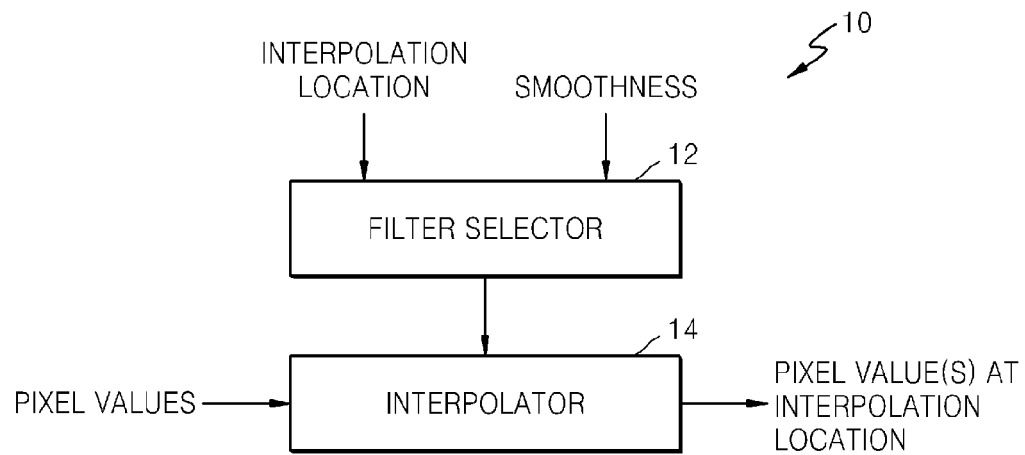 10
INTERPOLATION
LOCATION
SMOOTHNESS
12
FILTER SELECTOR
14
PIXEL VALUES
INTERPOLATOR
PIXEL VALUE(S) AT
INTERPOLATION
LOCATION